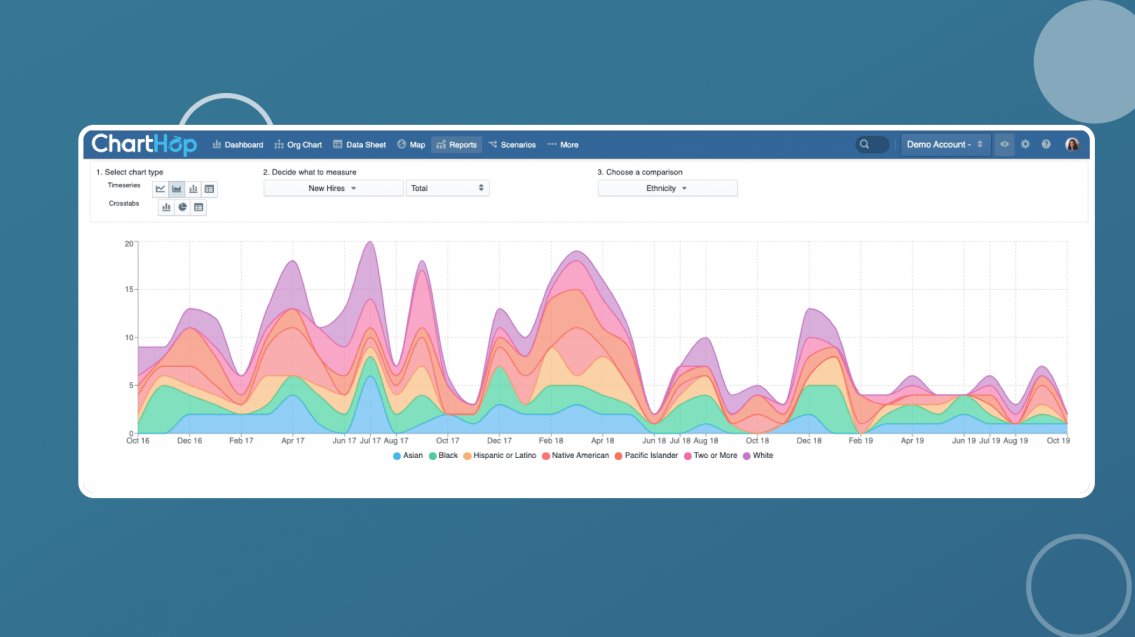 ChartHop Dashboard Org Chart Data Sheet Map Reports Scenarios More Demo Account -
1. Select chart type 2. Decide what to measure 3. Choose a comparison
Timeseries New Hires Total Ethnicity
Crosstabs
20
15
10
5
0
Oct 16 Dec 16 Feb 17 Apr 17 Jun 17 Jul 17 Aug 17 Oct 17 Dec 17 Feb 18 Apr 18 Jun 18 Jul 18 Aug 18 Oct 18 Dec 18 Feb 19 Apr 19 Jun 19 Jul 19 Aug 19 Oct 19
Asian Black Hispanic or Latino Native American Pacific Islander Two or More White